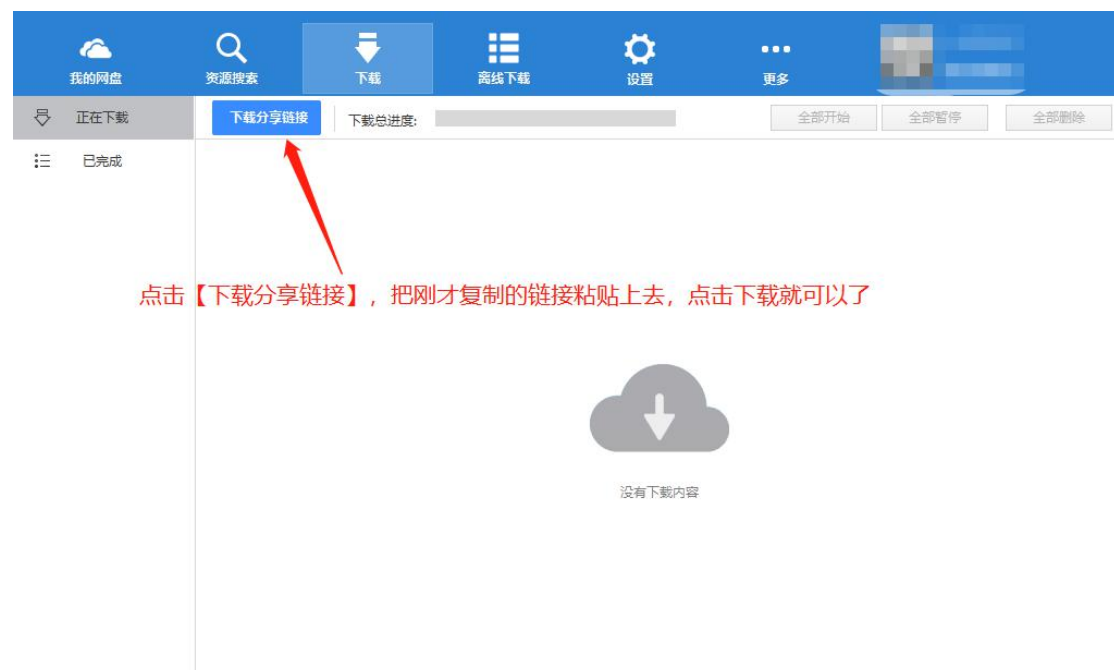 我的网盘
资源搜索
下载
离线下载
设置
更多
正在下载
下载分享链接
下载总进度:
全部开始
全部暂停
全部删除
已完成
点击【下载分享链接】，把刚才复制的链接粘贴上去，点击下载就可以了
没有下载内容